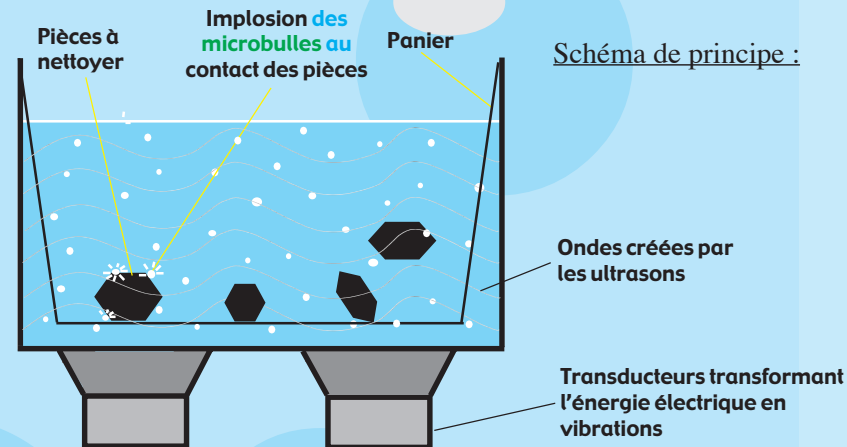 Schéma de principe :
Pièces à
nettoyer
Implosion des
microbulles au
contact des pièces
Panier
Ondes créées par
les ultrasons
Transducteurs transformant
l'énergie électrique en
vibrations